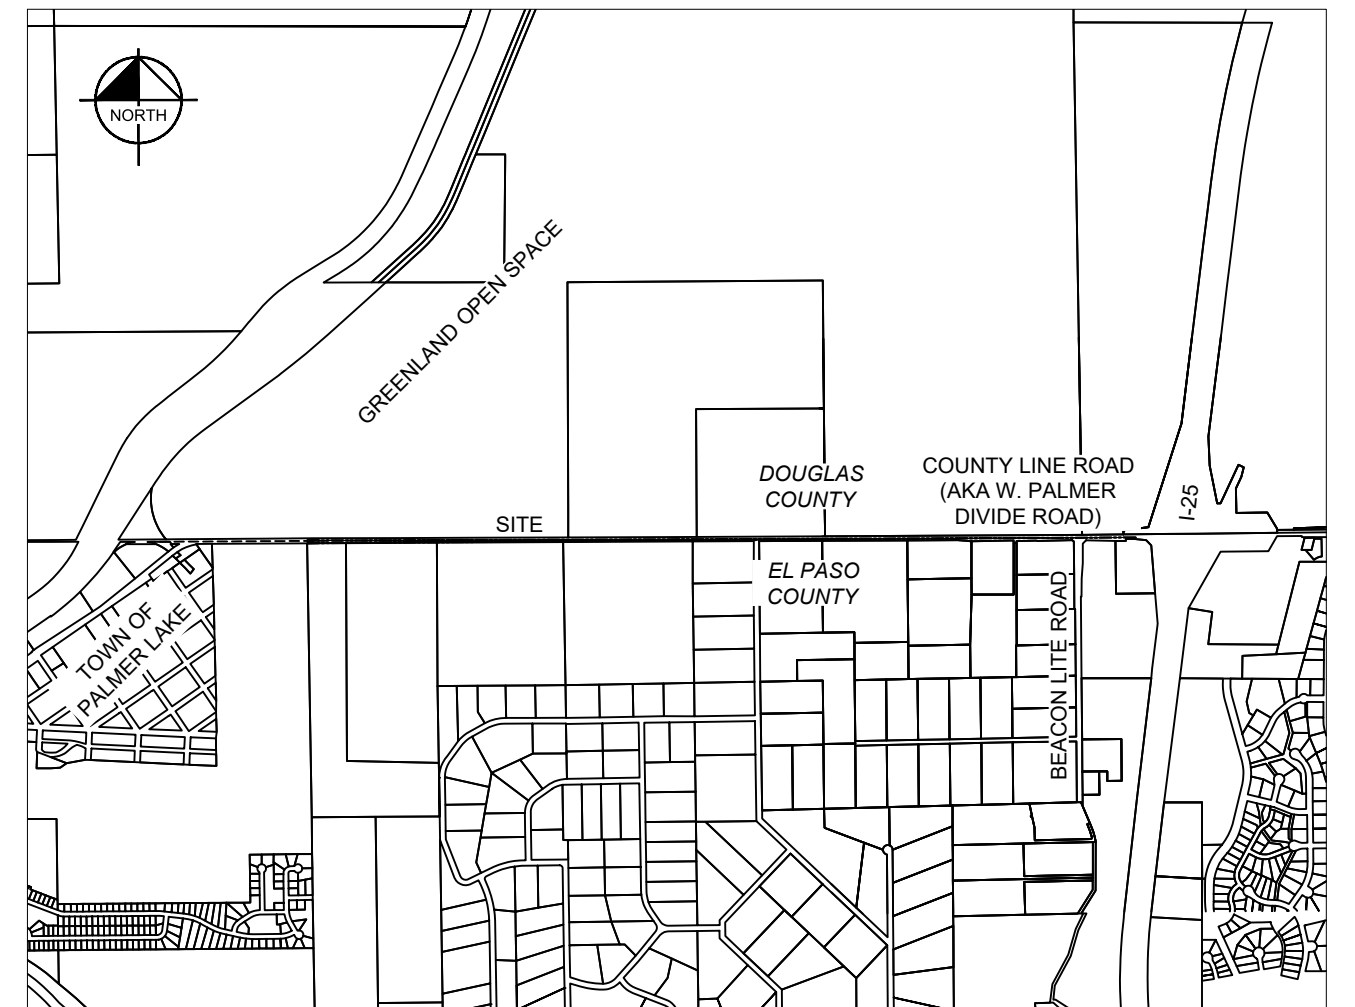 NORTH
GREENLAND OPEN SPACE
DOUGLAS
COUNTY
COUNTY LINE ROAD
(AKA W. PALMER
DIVIDE ROAD)
I-25
SITE
EL PASO
COUNTY
TOWN OF
PALMER LAKE
BEACON LITE ROAD